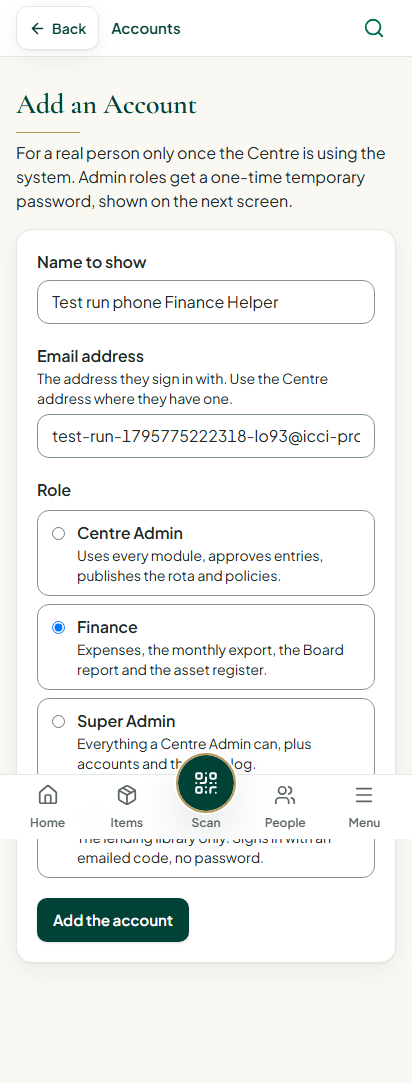 Back
Accounts
Add an Account
For a real person only once the Centre is using the
system. Admin roles get a one-time temporary
password, shown on the next screen.
Name to show
Test run phone Finance Helper
Email address
The address they sign in with. Use the Centre
address where they have one.
test-run-1795775222318-lo93@icci-prc
Role
Centre Admin
Uses every module, approves entries,
publishes the rota and policies.
Finance
Expenses, the monthly export, the Board
report and the asset register.
Super Admin
Everything a Centre Admin can, plus
accounts and log.
Home
Items
Scan
People
Menu
The lending library only. Signs in with an
emailed code, no password.
Add the account